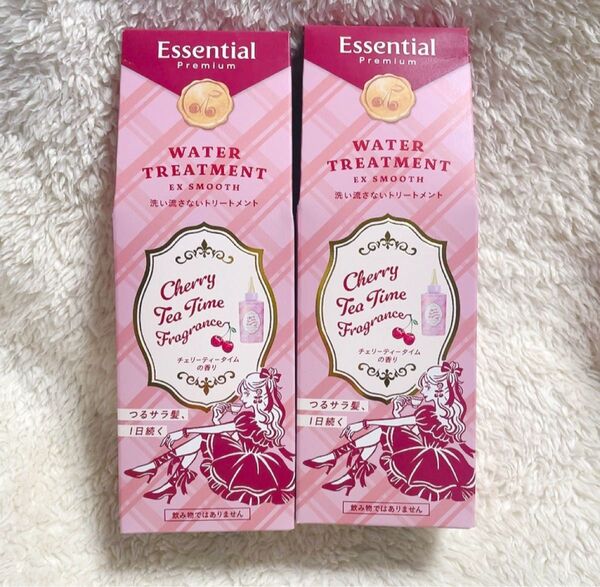 Essential
Premium
WATER
TREATMENT
EX SMOOTH
洗い流さないトリートメント
Cherry
Tea Time
Fragrance
チェリーティータイム
の香り
つるサラ髪、
1日続く
飲み物ではありません
Essential
Premium
WATER
TREATMENT
EX SMOOTH
洗い流さないトリートメント
Cherry
Tea Time
Fragrance
チェリーティータイム
の香り
つるサラ髪、
1日続く
飲み物ではありません